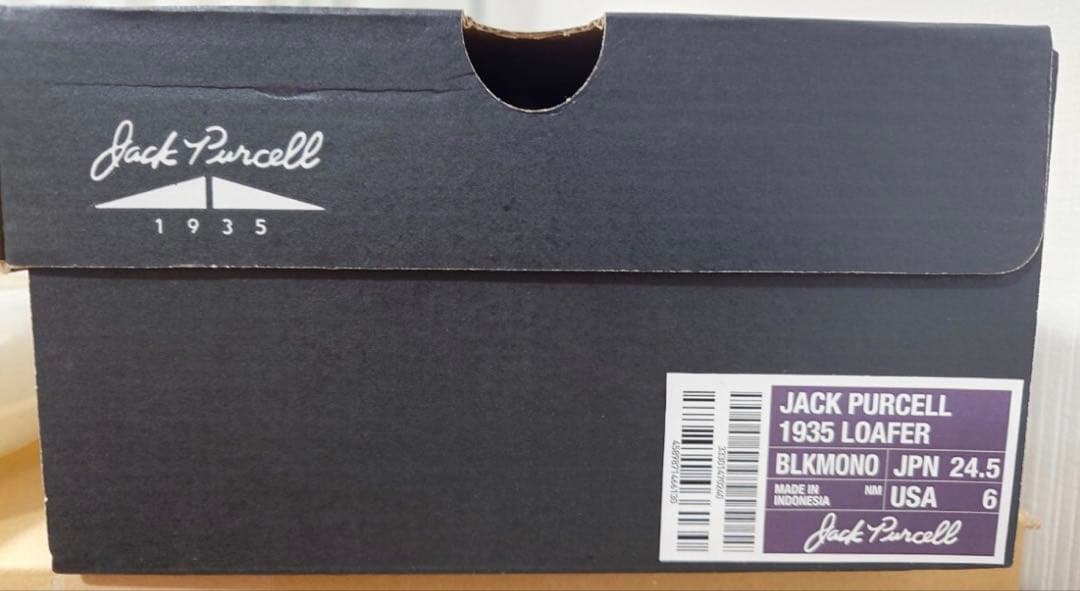 Jack Purcell
1935
JACK PURCELL
1935 LOAFER
BLKMONO JPN 24.5
MADE IN INDONESIA NM USA 6
Jack Purcell